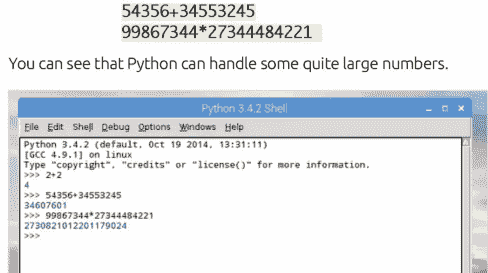 54356+34553245
99867344*27344484221
You can see that Python can handle some quite large numbers.
Python 3.4.2 Shell
File Edit Shell Debug Options Windows Help
Python 3.4.2 (default, Oct 19 2014, 13:31:11)
[GCC 4.9.1] on linux
Type "copyright", "credits" or "license()" for more information.
>>> 2+2
4
>>> 54356+34553245
34607601
>>> 99867344*27344484221
2730821012201179024
>>>